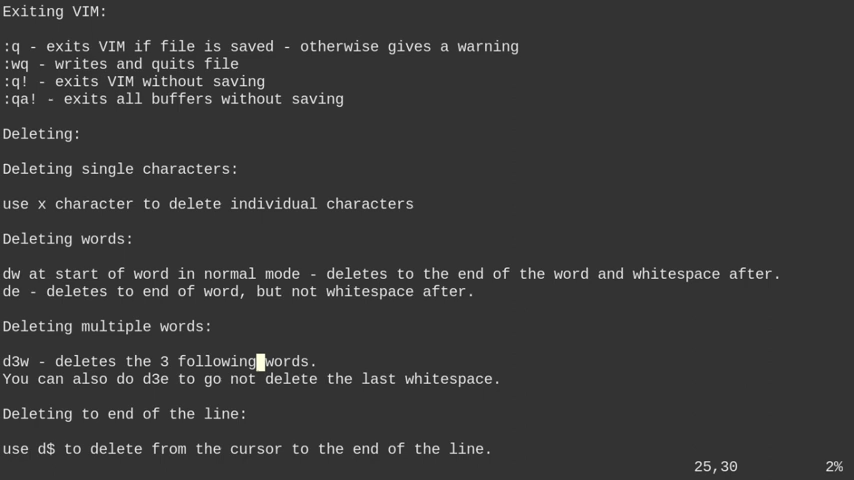 Exiting VIM:
:q - exits VIM if file is saved - otherwise gives a warning
:wq - writes and quits file
:q! - exits VIM without saving
:qa! - exits all buffers without saving
Deleting:
Deleting single characters:
use x character to delete individual characters
Deleting words:
dw at start of word in normal mode - deletes to the end of the word and whitespace after.
de - deletes to end of word, but not whitespace after.
Deleting multiple words:
d3w - deletes the 3 following words.
You can also do d3e to go not delete the last whitespace.
Deleting to end of the line:
use d$ to delete from the cursor to the end of the line.
25,30 2%